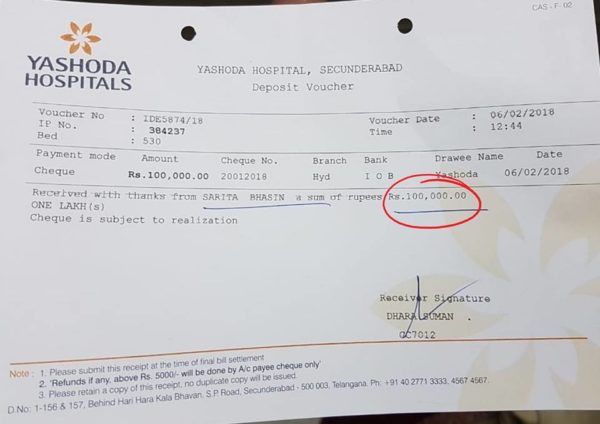 CAS - F - 02
YASHODA
HOSPITALS
YASHODA HOSPITAL, SECUNDERABAD
Deposit Voucher
Voucher No : IDE5874/18 Voucher Date : 06/02/2018
IP No. : 384237 Time : 12:44
Bed : 530
Payment mode Amount Cheque No. Branch Bank Drawee Name Date
Cheque Rs.100,000.00 20012018 Hyd I O B Yashoda 06/02/2018
Received with thanks from SARITA BHASIN a sum of rupees Rs.100,000.00
ONE LAKH(s)
Cheque is subject to realization
Receiver Signature
DHARA SUMAN
GC7012
Note : 1. Please submit this receipt at the time of final bill settlement
2. 'Refunds if any, above Rs. 5000/- will be done by A/c payee cheque only'
3. Please retain a copy of this receipt, no duplicate copy will be issued.
D.No: 1-156 & 157, Behind Hari Hara Kala Bhavan, S.P. Road, Secunderabad - 500 003, Telangana. Ph: +91 40 2771 3333, 4567 4567.